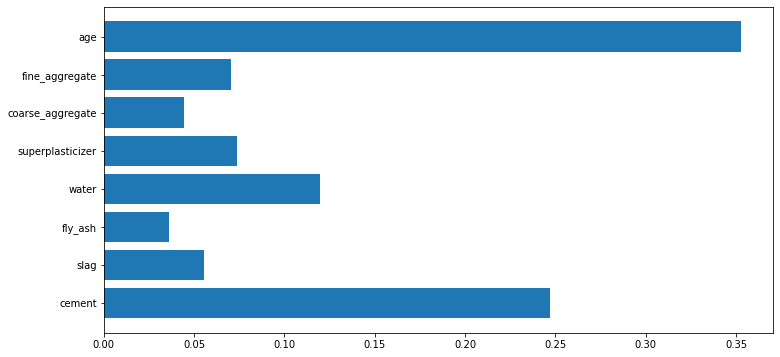 age
fine_aggregate
coarse_aggregate
superplasticizer
water
fly_ash
slag
cement
0.00 0.05 0.10 0.15 0.20 0.25 0.30 0.35